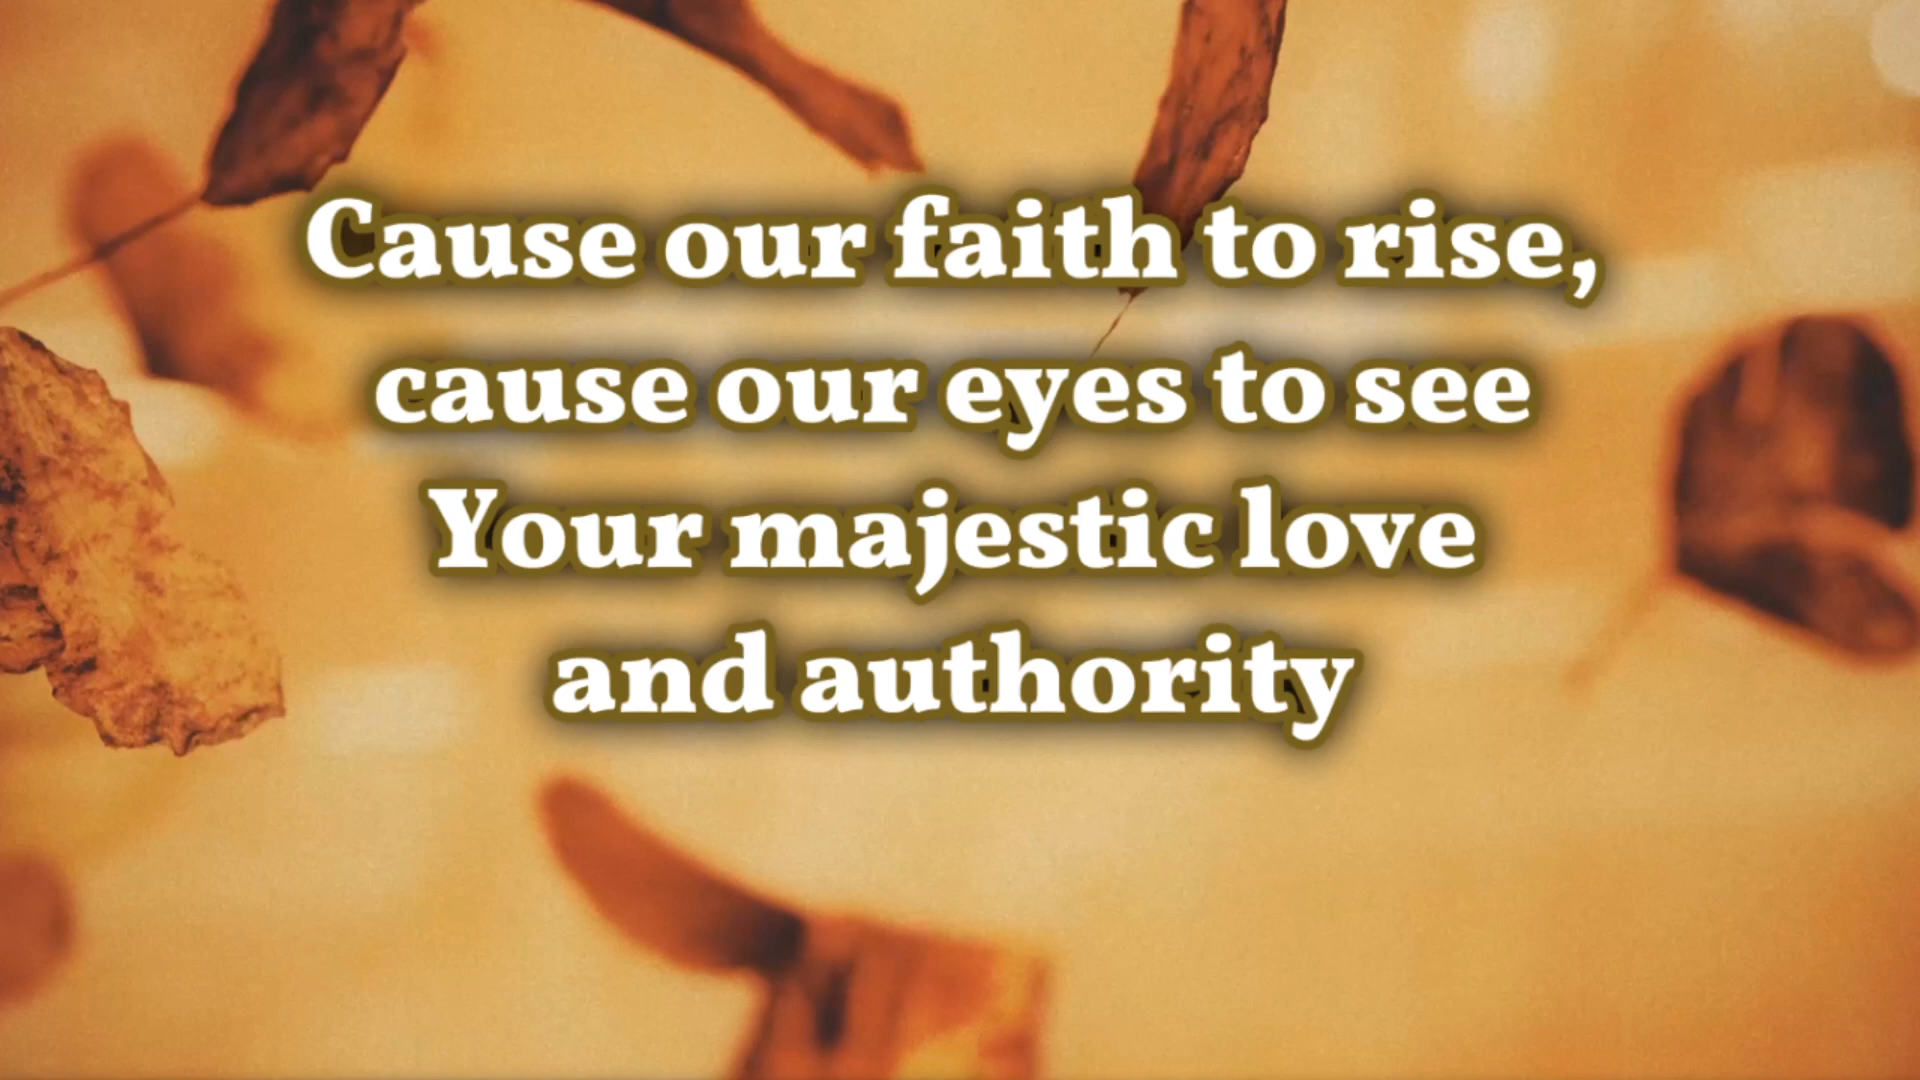 Cause our faith to rise,
cause our eyes to see
Your majestic love
and authority